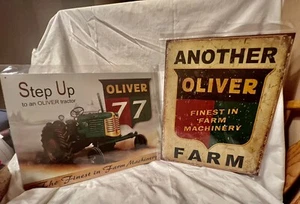 Step Up
to an OLIVER tractor
OLIVER
77
The Finest in Farm Machinery
ANOTHER
OLIVER
FINEST IN
FARM
MACHINERY
FARM